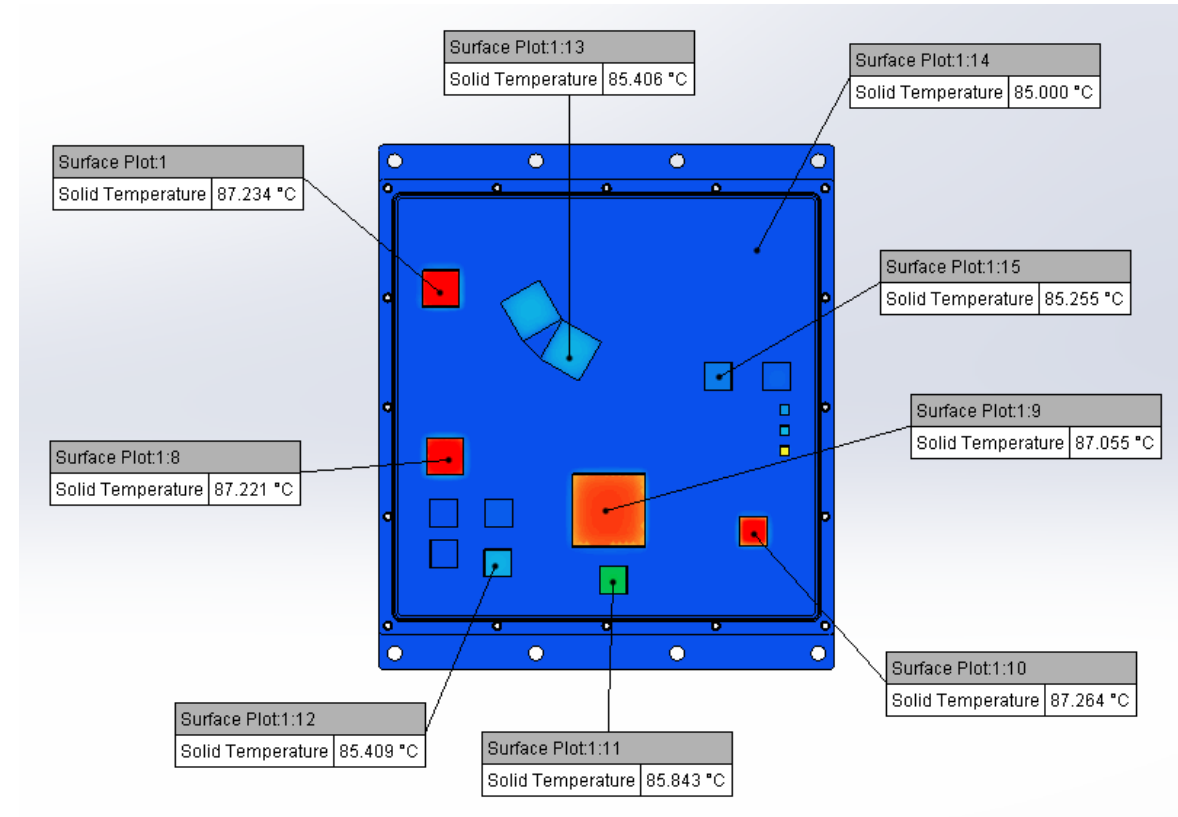 Surface Plot:1:13
Solid Temperature 85.406 °C
Surface Plot:1:14
Solid Temperature 85.000 °C
Surface Plot:1
Solid Temperature 87.234 °C
Surface Plot:1:15
Solid Temperature 85.255 °C
Surface Plot:1:9
Solid Temperature 87.055 °C
Surface Plot:1:8
Solid Temperature 87.221 °C
Surface Plot:1:10
Solid Temperature 87.264 °C
Surface Plot:1:12
Solid Temperature 85.409 °C
Surface Plot:1:11
Solid Temperature 85.843 °C